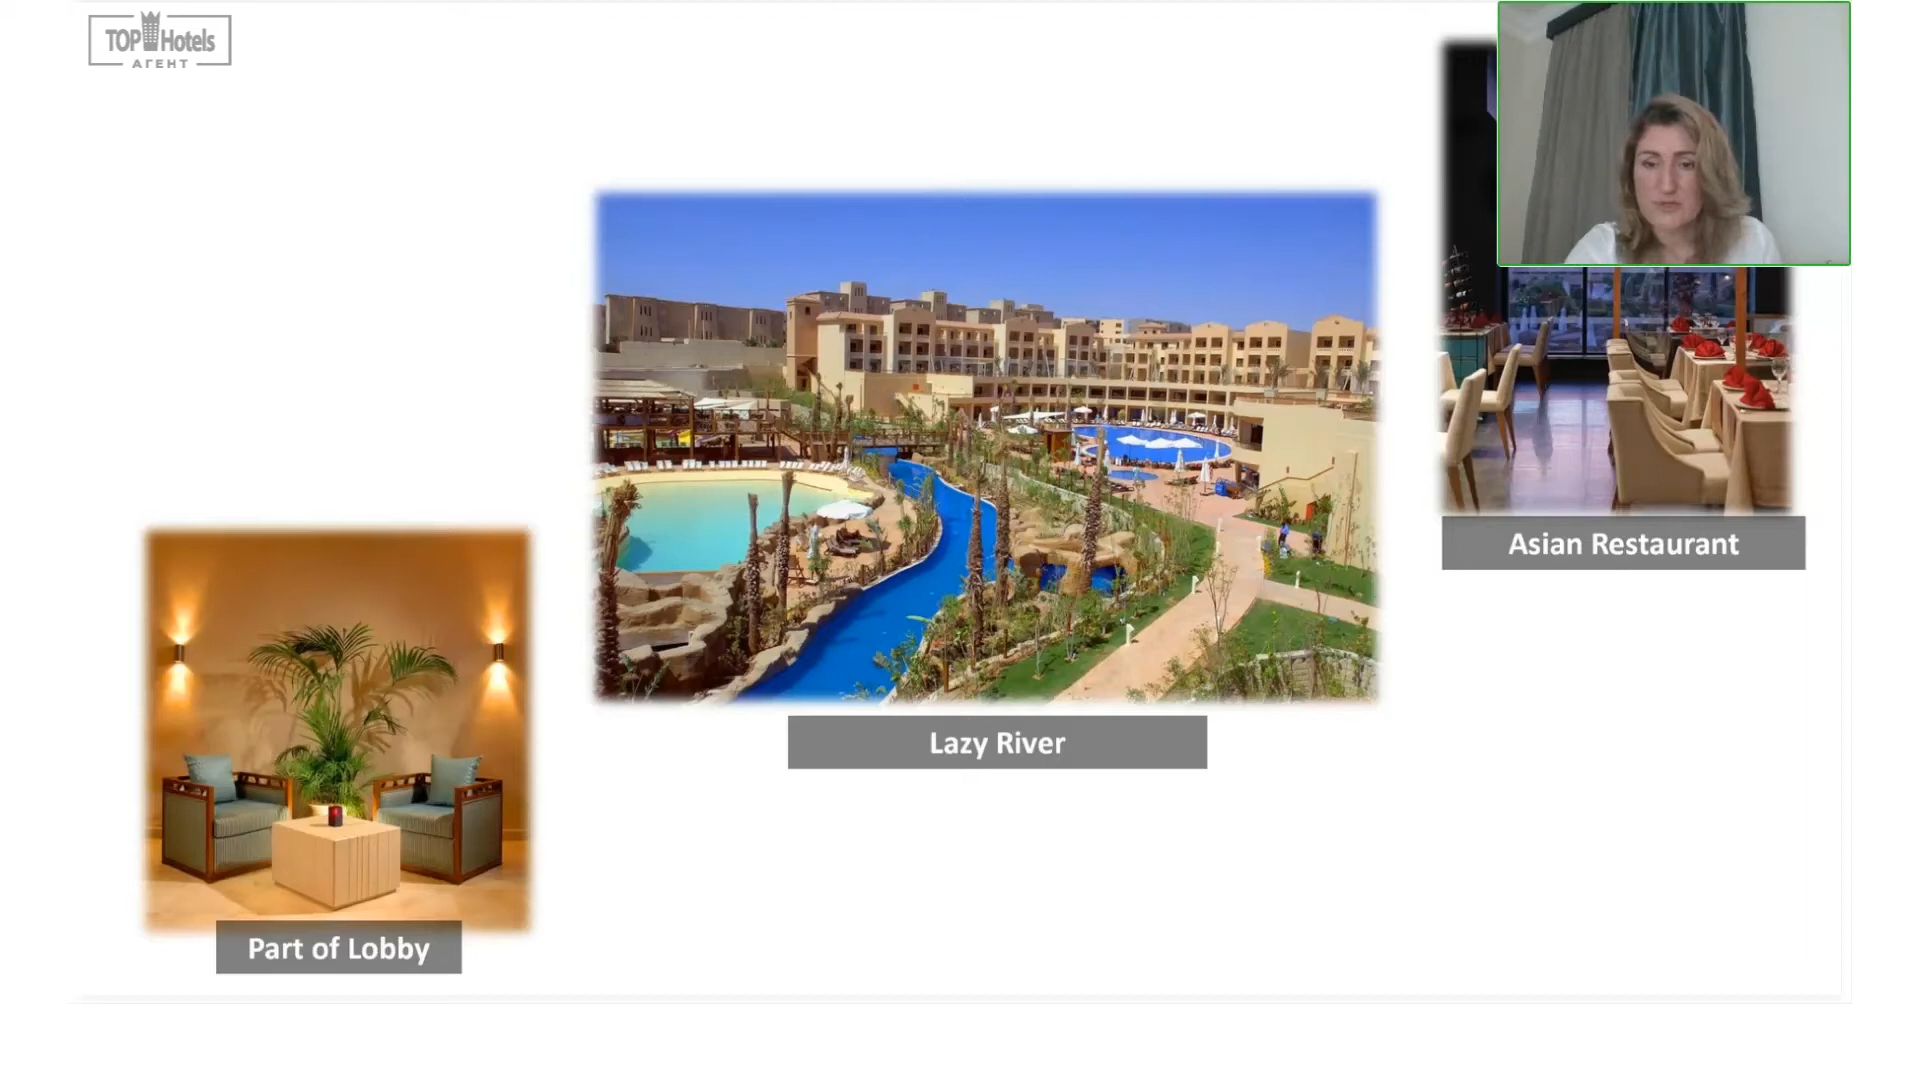 TOP Hotels
АГЕНТ
Asian Restaurant
Lazy River
Part of Lobby